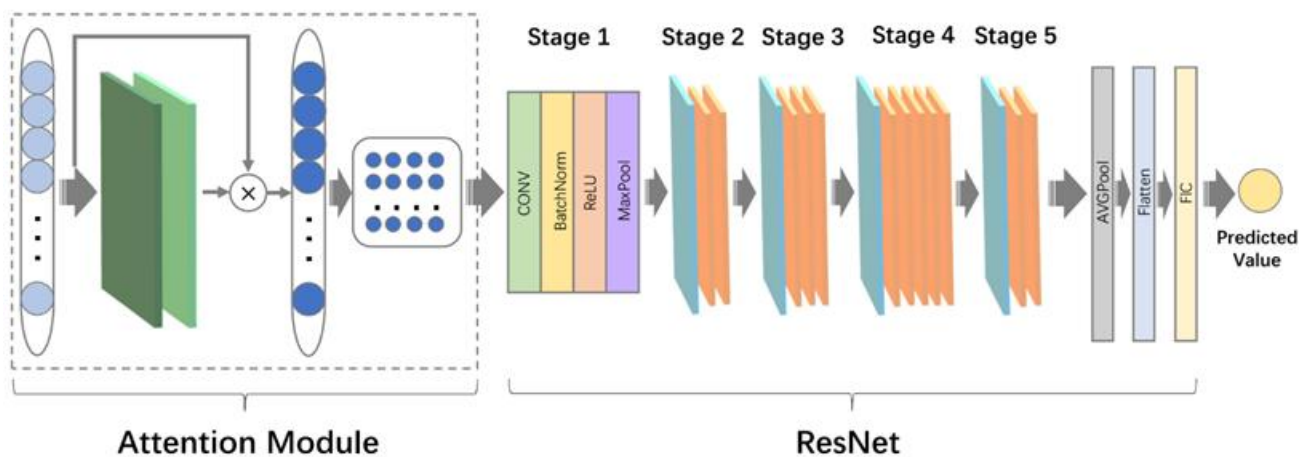 Stage 1
Stage 2
Stage 3
Stage 4
Stage 5
CONV
BatchNorm
ReLU
MaxPool
AVGPool
Flatten
FIC
Predicted
Value
Attention Module
ResNet